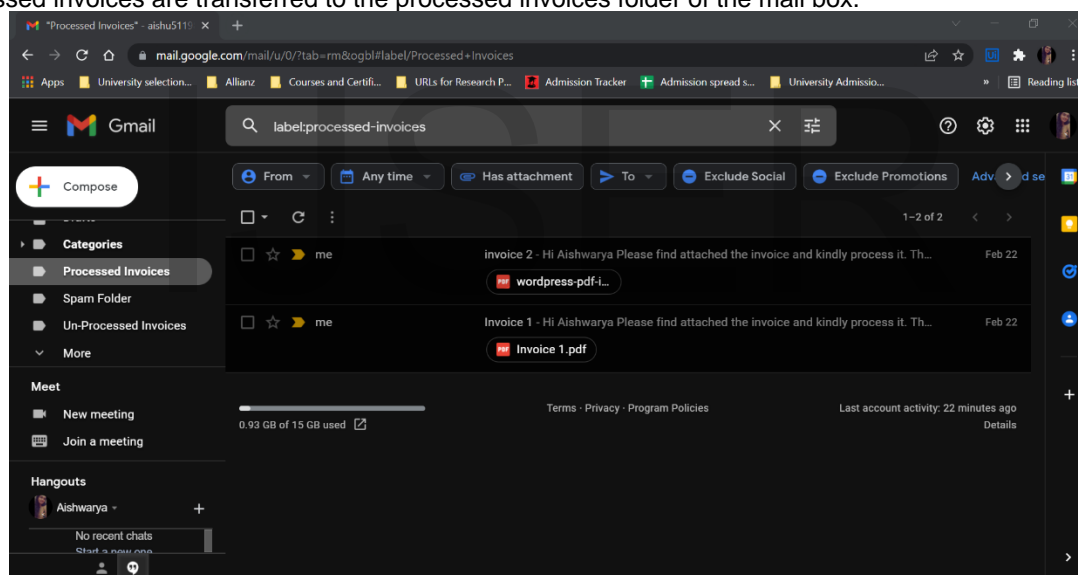 ssed invoices are transferred to the processed invoices folder of the mail box.
"Processed Invoices" - aishu5119
mail.google.com/mail/u/0/?tab=rm&ogbl#label/Processed+Invoices
Apps University selection... Allianz Courses and Certifi... URLs for Research P... Admission Tracker Admission spread s... University Admissio... » Reading list
Gmail
label:processed-invoices
Compose
From Any time Has attachment To Exclude Social Exclude Promotions Adv d se
1–2 of 2
Categories
Processed Invoices
Spam Folder
Un-Processed Invoices
More
me invoice 2 - Hi Aishwarya Please find attached the invoice and kindly process it. Th... Feb 22
PDF wordpress-pdf-i...
me Invoice 1 - Hi Aishwarya Please find attached the invoice and kindly process it. Th... Feb 22
PDF Invoice 1.pdf
Meet
New meeting
Join a meeting
0.93 GB of 15 GB used
Terms · Privacy · Program Policies
Last account activity: 22 minutes ago
Details
Hangouts
Aishwarya
No recent chats
Start a new one